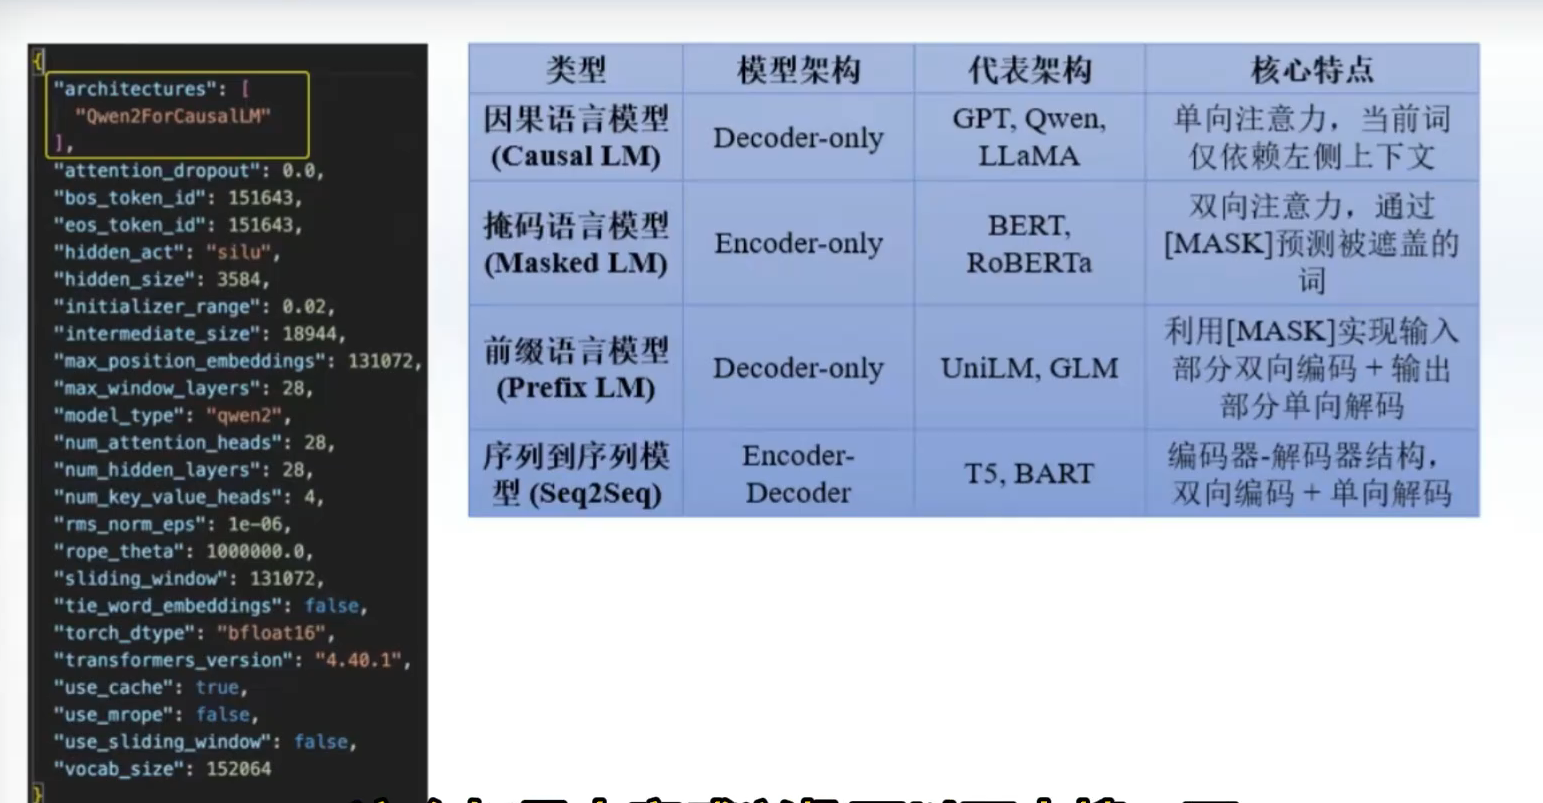 {
"architectures": [
"Qwen2ForCausalLM"
],
"attention_dropout": 0.0,
"bos_token_id": 151643,
"eos_token_id": 151643,
"hidden_act": "silu",
"hidden_size": 3584,
"initializer_range": 0.02,
"intermediate_size": 18944,
"max_position_embeddings": 131072,
"max_window_layers": 28,
"model_type": "qwen2",
"num_attention_heads": 28,
"num_hidden_layers": 28,
"num_key_value_heads": 4,
"rms_norm_eps": 1e-06,
"rope_theta": 1000000.0,
"sliding_window": 131072,
"tie_word_embeddings": false,
"torch_dtype": "bfloat16",
"transformers_version": "4.40.1",
"use_cache": true,
"use_mrope": false,
"use_sliding_window": false,
"vocab_size": 152064
}
类型 模型架构 代表架构 核心特点
因果语言模型
(Causal LM)
Decoder-only
GPT, Qwen,
LLaMA
单向注意力，当前词
仅依赖左侧上下文
掩码语言模型
(Masked LM)
Encoder-only
BERT,
RoBERTa
双向注意力，通过
[MASK]预测被遮盖的
词
前缀语言模型
(Prefix LM)
Decoder-only
UniLM, GLM
利用[MASK]实现输入
部分双向编码 + 输出
部分单向解码
序列到序列模
型 (Seq2Seq)
Encoder-
Decoder
T5, BART
编码器-解码器结构，
双向编码 + 单向解码